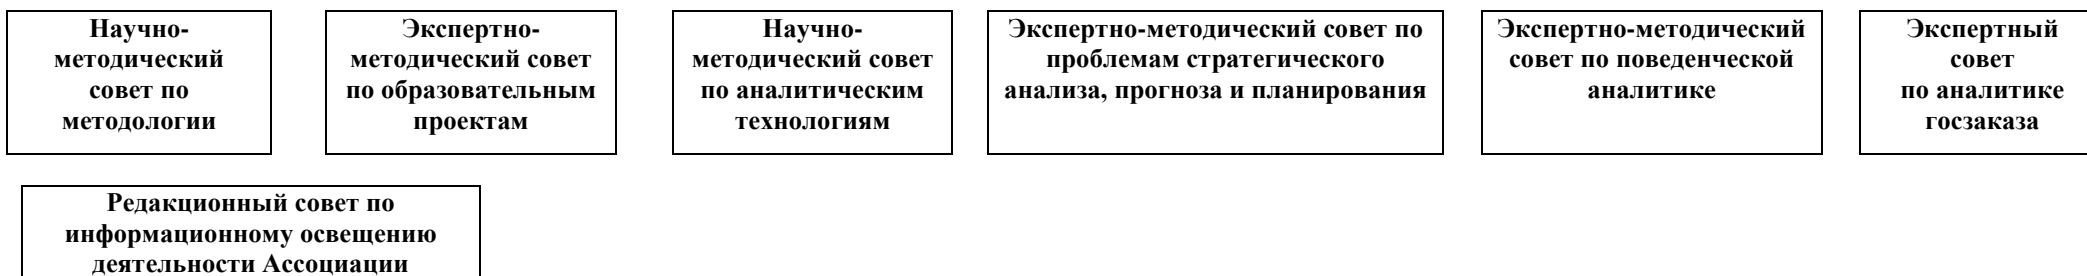 Научно-
методический
совет по
методологии
Экспертно-
методический совет
по образовательным
проектам
Научно-
методический совет
по аналитическим
технологиям
Экспертно-методический совет по
проблемам стратегического
анализа, прогноза и планирования
Экспертно-методический
совет по поведенческой
аналитике
Экспертный
совет
по аналитике
госзаказа
Редакционный совет по
информационному освещению
деятельности Ассоциации